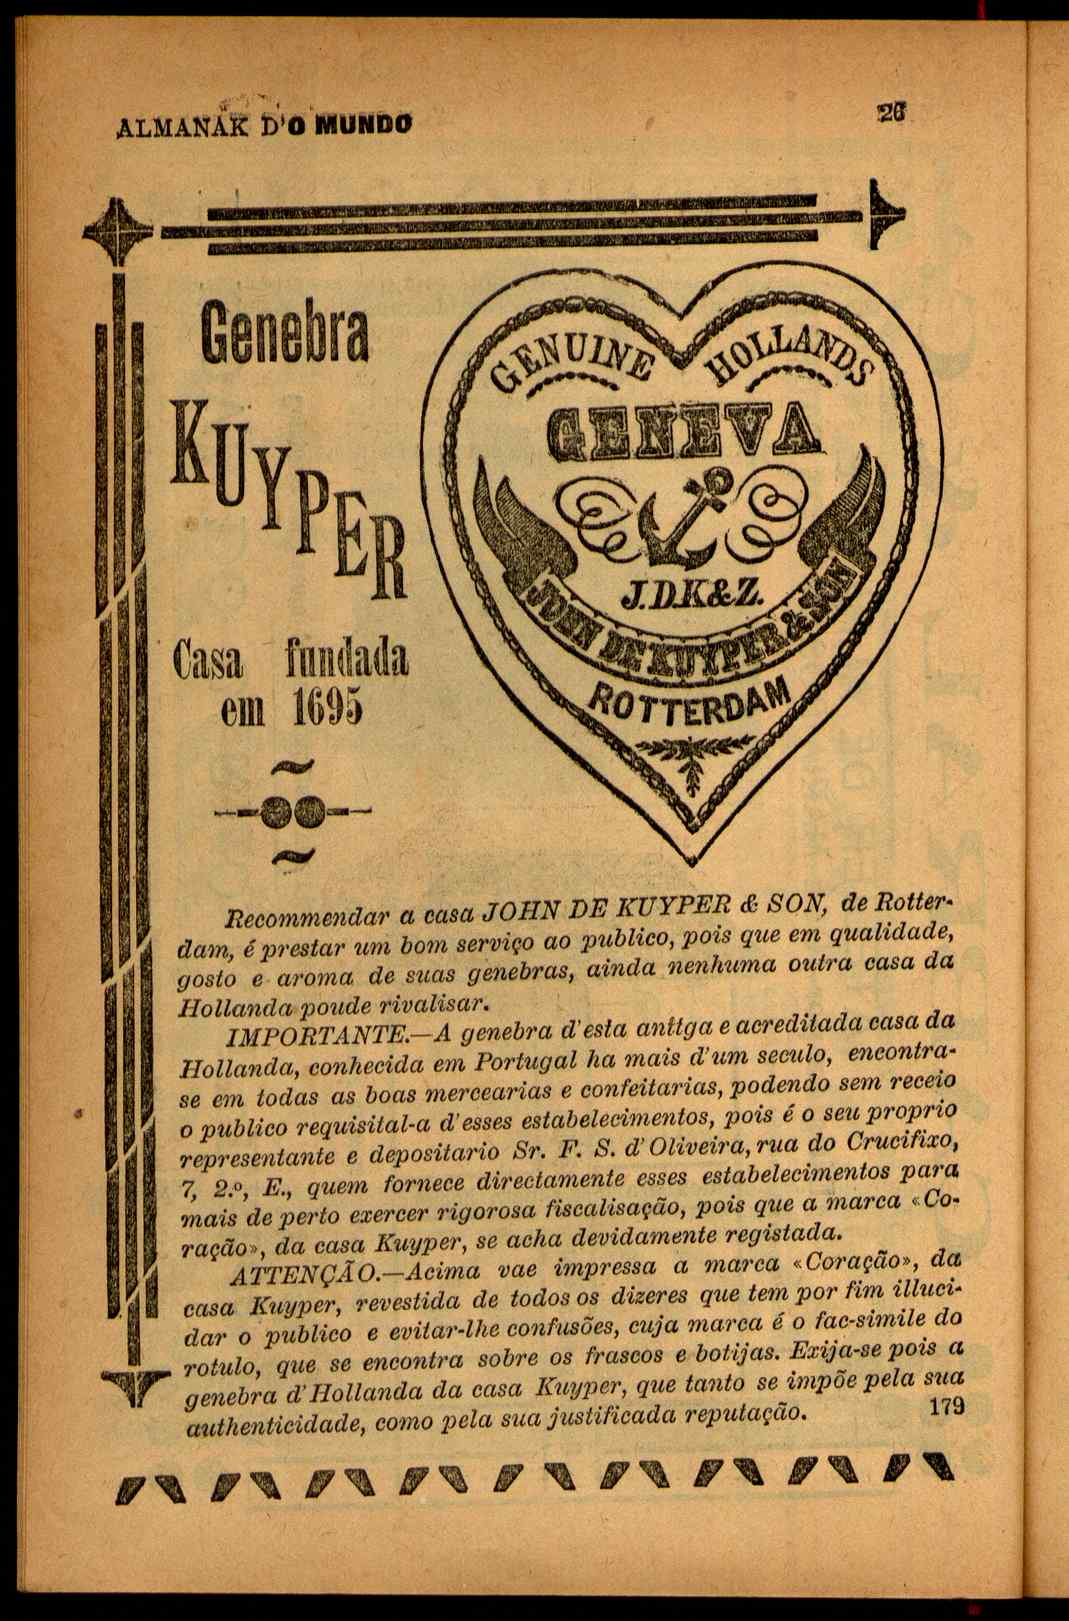 ALMANAK D'O MUNDO 26
Genebra
KUYPER
Casa fundada
em 1695
GENUINE HOLLANDS
GENEVA
J.D.K&Z.
JOHN DE KUYPER & SON
ROTTERDAM
Recommendar a casa JOHN DE KUYPER & SON, de Rotter-
dam, é prestar um bom serviço ao publico, pois que em qualidade,
gosto e aroma de suas genebras, ainda nenhuma outra casa da
Hollanda poude rivalisar.
IMPORTANTE.—A genebra d'esta anttga e acreditada casa da
Hollanda, conhecida em Portugal ha mais d'um seculo, encontra-
se em todas as boas mercearias e confeitarias, podendo sem receio
o publico requisital-a d'esses estabelecimentos, pois é o seu proprio
representante e depositario Sr. F. S. d'Oliveira, rua do Crucifixo,
7, 2.º, E., quem fornece directamente esses estabelecimentos para
mais de perto exercer rigorosa fiscalisação, pois que a marca «Co-
ração», da casa Kuyper, se acha devidamente registada.
ATTENÇÃO.—Acima vae impressa a marca «Coração», da
casa Kuyper, revestida de todos os dizeres que tem por fim illuci-
dar o publico e evitar-lhe confusões, cuja marca é o fac-simile do
rotulo, que se encontra sobre os frascos e botijas. Exija-se pois a
genebra d'Hollanda da casa Kuyper, que tanto se impõe pela sua
authenticidade, como pela sua justificada reputação. 179